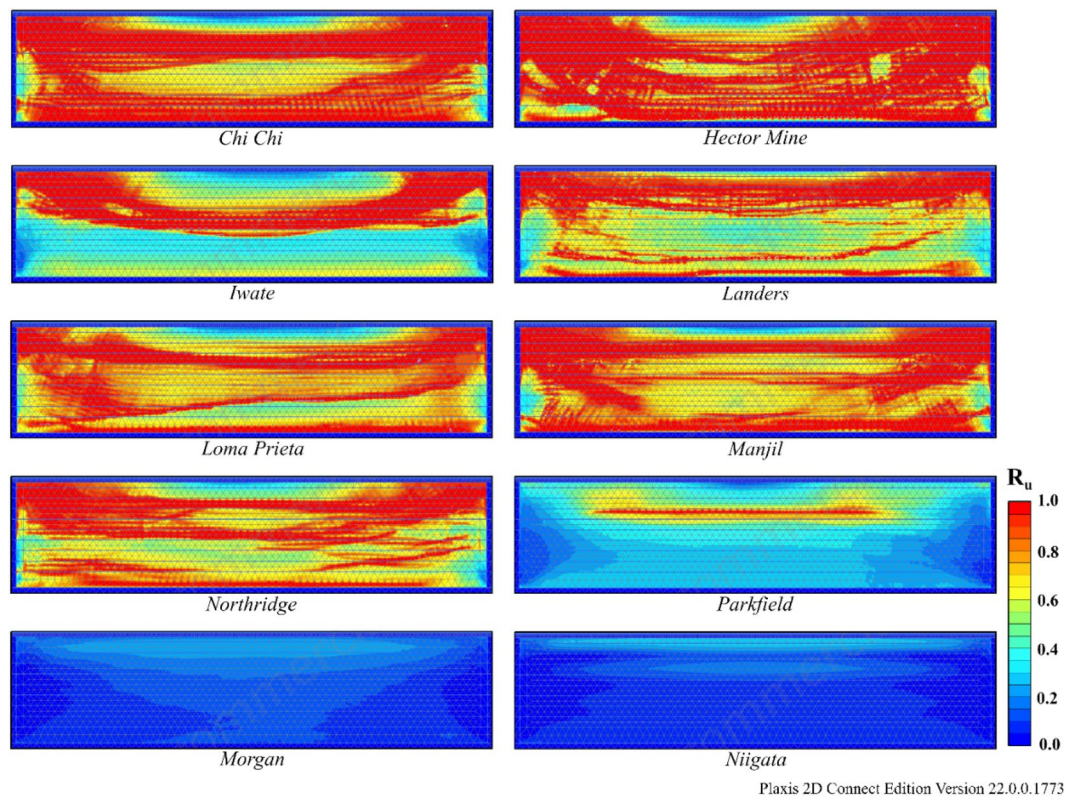 Chi Chi
Hector Mine
Iwate
Landers
Loma Prieta
Manjil
Northridge
Parkfield
Morgan
Niigata
Ru
1.0
0.8
0.6
0.4
0.2
0.0
Plaxis 2D Connect Edition Version 22.0.0.1773